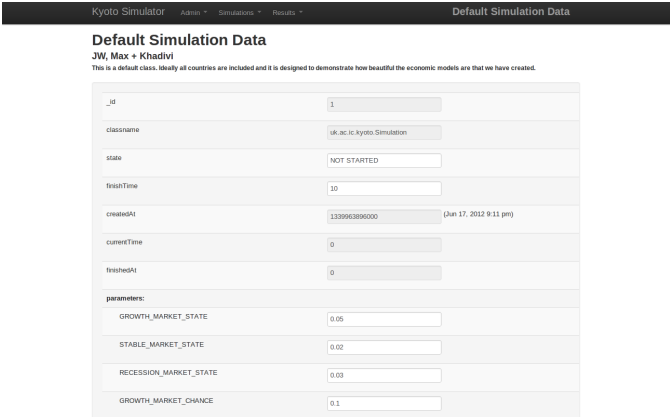 Kyoto Simulator Admin Simulations Results Default Simulation Data
Default Simulation Data
JW, Max + Khadivi
This is a default class. Ideally all countries are included and it is designed to demonstrate how beautiful the economic models are that we have created.
_id 1
classname uk.ac.ic.kyoto.Simulation
state NOT STARTED
finishTime 10
createdAt 1339963896000 (Jun 17, 2012 9:11 pm)
currentTime 0
finishedAt 0
parameters:
GROWTH_MARKET_STATE 0.05
STABLE_MARKET_STATE 0.02
RECESSION_MARKET_STATE 0.03
GROWTH_MARKET_CHANCE 0.1